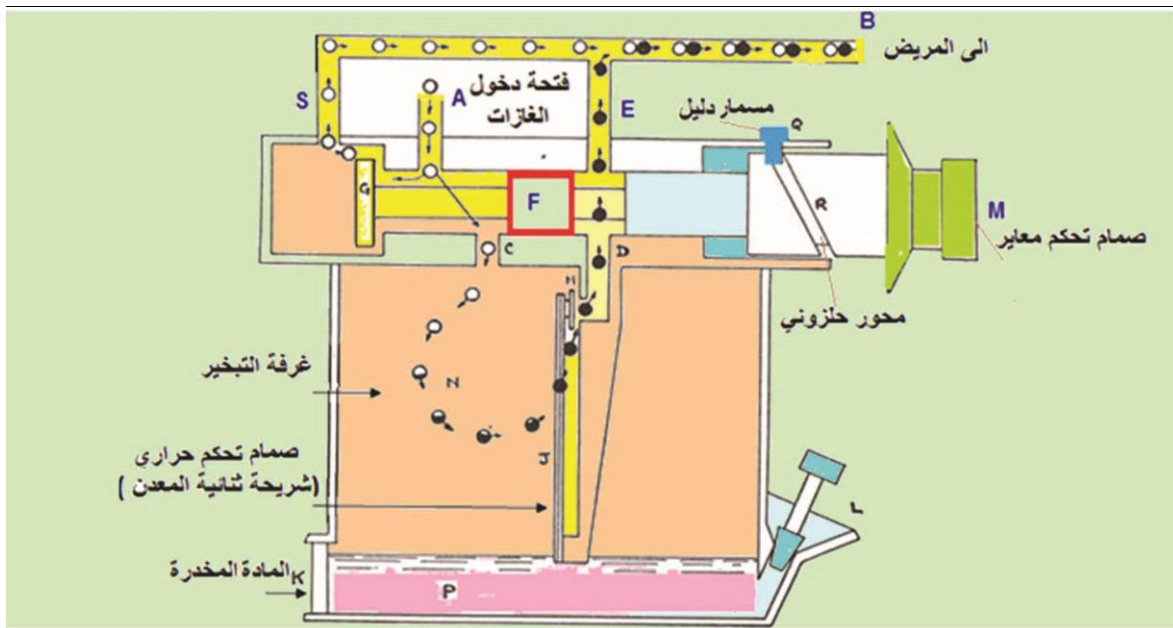 B
الى المريض
S
A
فتحة دخول
الغازات
E
مسمار دليل
Q
G
F
R
M
صمام تحكم معاير
C
D
H
محور حلزوني
غرفة التبخير
N
صمام تحكم حراري
(شريحة ثنائية المعدن )
J
L
المادة المخدرة
K
P